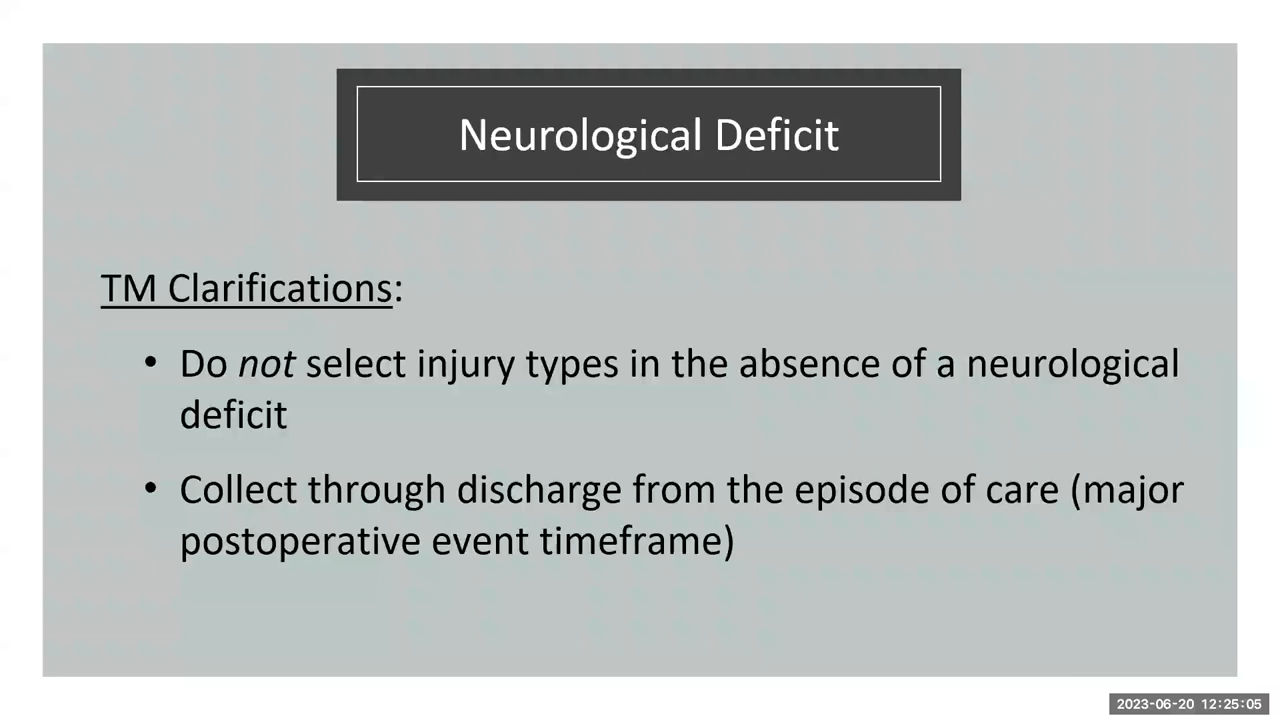 Neurological Deficit
TM Clarifications:
• Do not select injury types in the absence of a neurological
deficit
• Collect through discharge from the episode of care (major
postoperative event timeframe)
2023-06-20 12:25:05